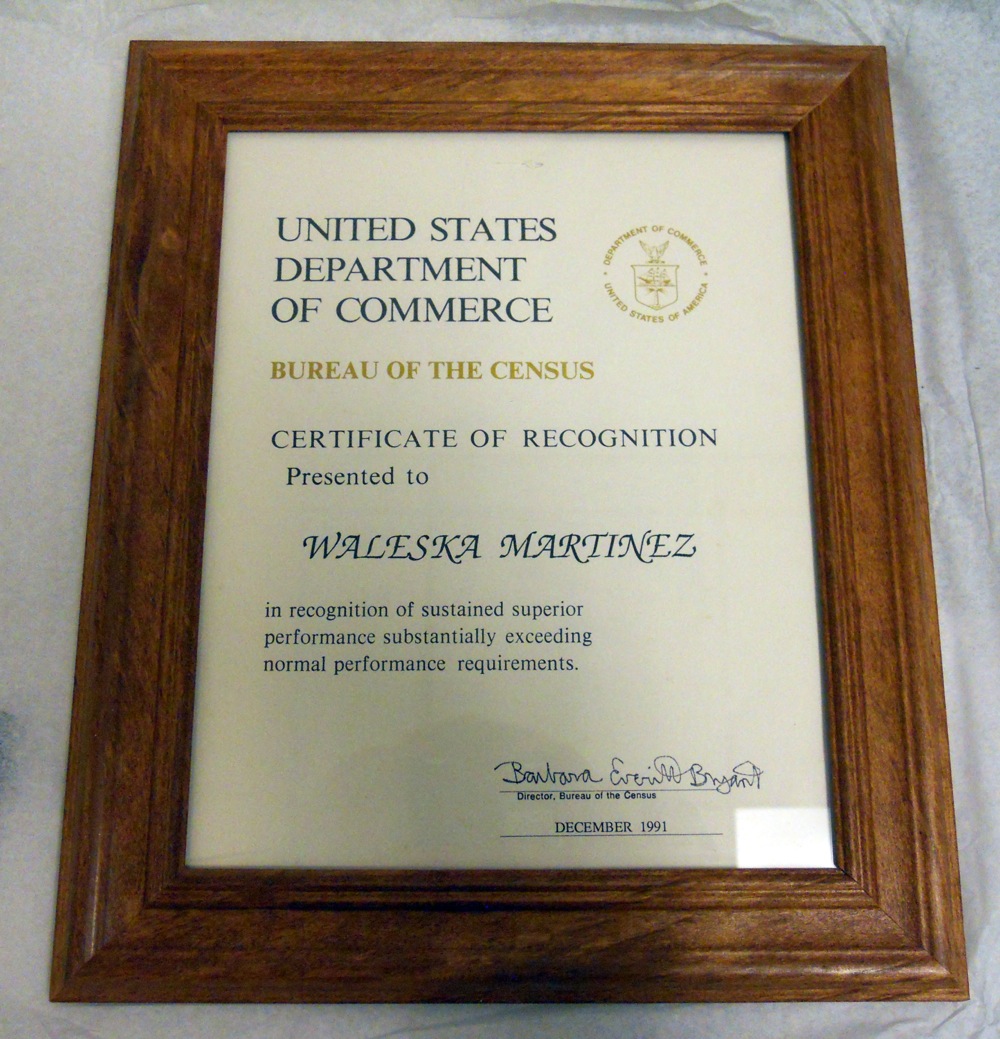 UNITED STATES
DEPARTMENT
OF COMMERCE
DEPARTMENT OF COMMERCE
UNITED STATES OF AMERICA
BUREAU OF THE CENSUS
CERTIFICATE OF RECOGNITION
Presented to
WALESKA MARTINEZ
in recognition of sustained superior
performance substantially exceeding
normal performance requirements.
Barbara Everitt Bryant
Director, Bureau of the Census
DECEMBER 1991